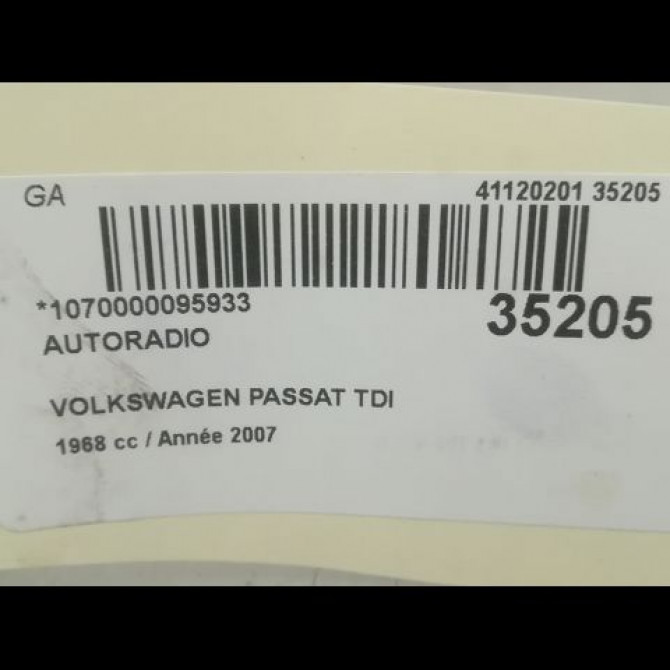 GA 41120201 35205
*1070000095933 35205
AUTORADIO
VOLKSWAGEN PASSAT TDI
1968 cc / Année 2007